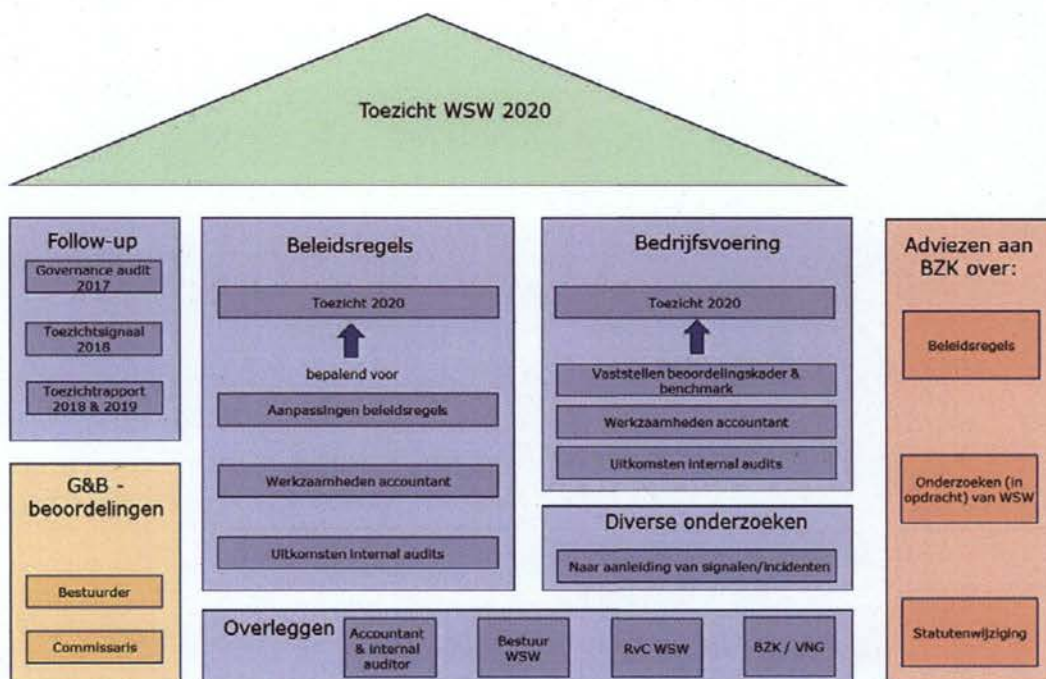 Toezicht WSW 2020
Follow-up
Governance audit
2017
Toezichtsignaal
2018
Toezichtrapport
2018 & 2019
G&B -
beoordelingen
Bestuurder
Commissaris
Beleidsregels
Toezicht 2020
bepalend voor
Aanpassingen beleidsregels
Werkzaamheden accountant
Uitkomsten internal audits
Bedrijfsvoering
Toezicht 2020
Vaststellen beoordelingskader &
benchmark
Werkzaamheden accountant
Uitkomsten internal audits
Diverse onderzoeken
Naar aanleiding van signalen/incidenten
Overleggen
Accountant
& internal
auditor
Bestuur
WSW
RvC WSW
BZK / VNG
Adviezen aan
BZK over:
Beleidsregels
Onderzoeken (in
opdracht) van WSW
Statutenwijziging